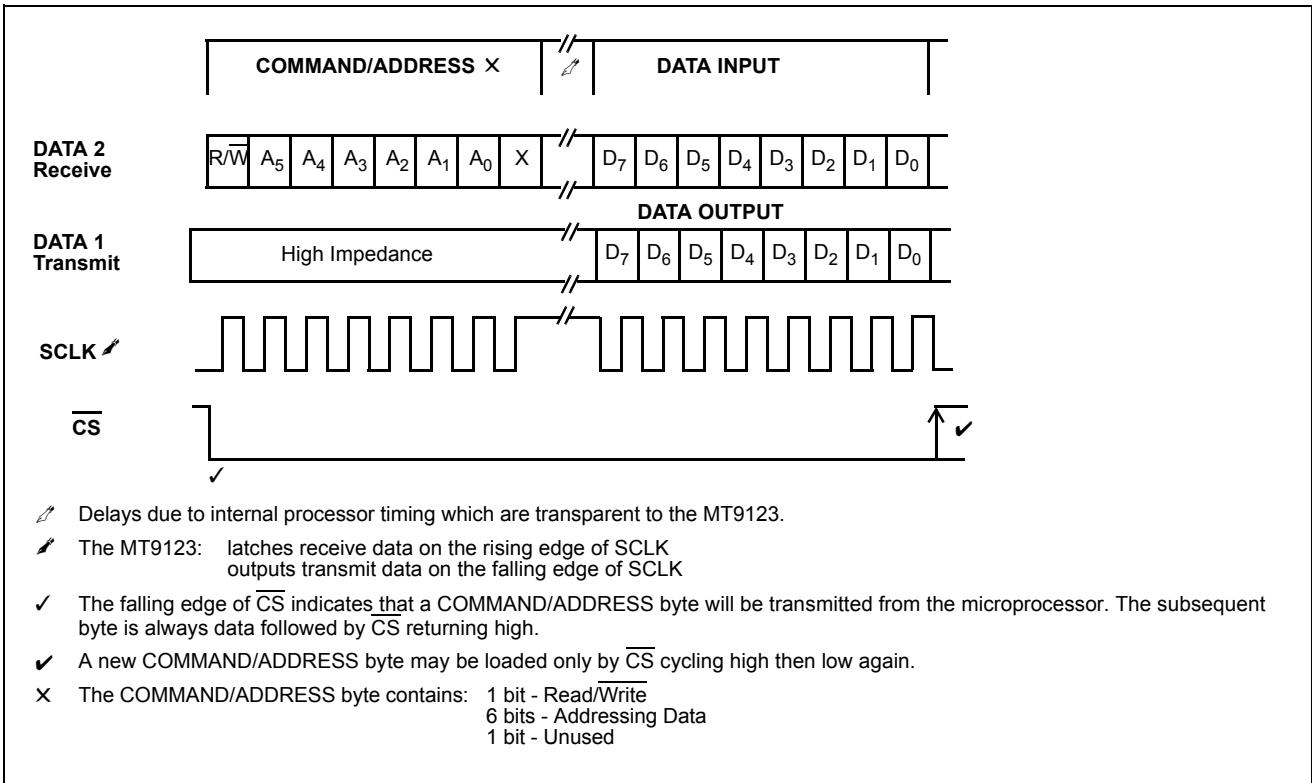 COMMAND/ADDRESS ✕ ✐ DATA INPUT
DATA 2
Receive
R/W̅ A₅ A₄ A₃ A₂ A₁ A₀ X D₇ D₆ D₅ D₄ D₃ D₂ D₁ D₀
DATA OUTPUT
DATA 1
Transmit
High Impedance D₇ D₆ D₅ D₄ D₃ D₂ D₁ D₀
SCLK ✒
C̅S̅
✔
✓
✐ Delays due to internal processor timing which are transparent to the MT9123.
✒ The MT9123: latches receive data on the rising edge of SCLK
outputs transmit data on the falling edge of SCLK
✓ The falling edge of C̅S̅ indicates that a COMMAND/ADDRESS byte will be transmitted from the microprocessor. The subsequent
byte is always data followed by C̅S̅ returning high.
✔ A new COMMAND/ADDRESS byte may be loaded only by C̅S̅ cycling high then low again.
✕ The COMMAND/ADDRESS byte contains: 1 bit - Read/W̅r̅i̅t̅e̅
6 bits - Addressing Data
1 bit - Unused